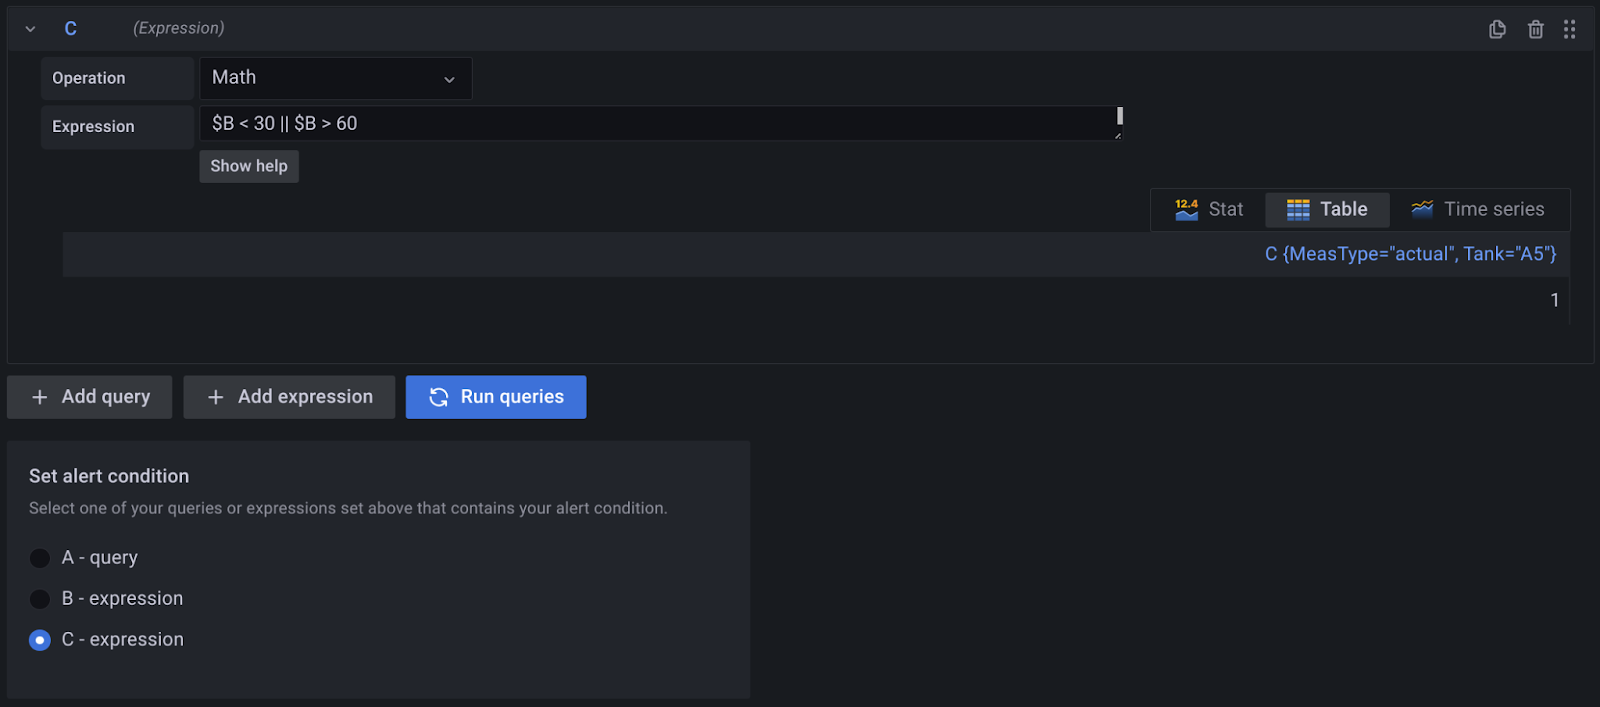 C (Expression)
Operation Math
Expression $B < 30 || $B > 60
Show help
12.4 Stat Table Time series
C {MeasType="actual", Tank="A5"}
1
+ Add query + Add expression Run queries
Set alert condition
Select one of your queries or expressions set above that contains your alert condition.
A - query
B - expression
C - expression